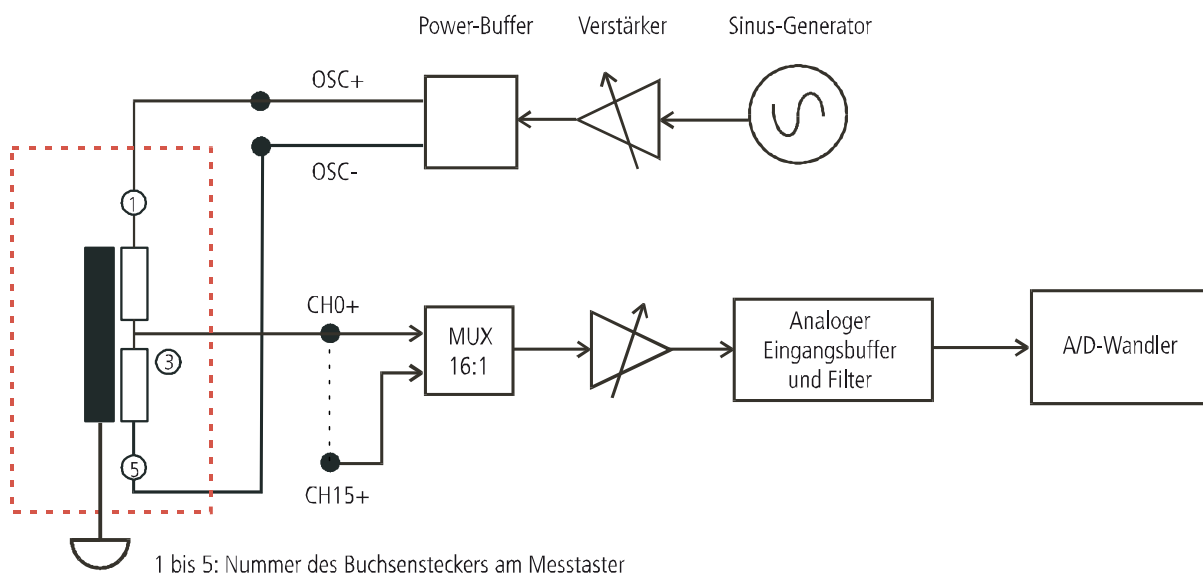 Power-Buffer
Verstärker
Sinus-Generator
OSC+
OSC-
1
CH0+
MUX
16:1
Analoger
Eingangsbuffer
und Filter
A/D-Wandler
3
5
CH15+
1 bis 5: Nummer des Buchsensteckers am Messtaster